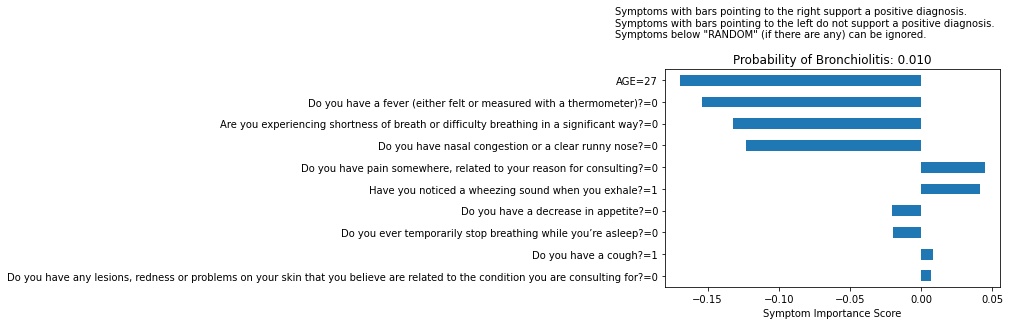 Symptoms with bars pointing to the right support a positive diagnosis.
Symptoms with bars pointing to the left do not support a positive diagnosis.
Symptoms below "RANDOM" (if there are any) can be ignored.
Probability of Bronchiolitis: 0.010
AGE=27
Do you have a fever (either felt or measured with a thermometer)?=0
Are you experiencing shortness of breath or difficulty breathing in a significant way?=0
Do you have nasal congestion or a clear runny nose?=0
Do you have pain somewhere, related to your reason for consulting?=0
Have you noticed a wheezing sound when you exhale?=1
Do you have a decrease in appetite?=0
Do you ever temporarily stop breathing while you’re asleep?=0
Do you have a cough?=1
Do you have any lesions, redness or problems on your skin that you believe are related to the condition you are consulting for?=0
−0.15 −0.10 −0.05 0.00 0.05
Symptom Importance Score